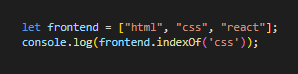 let frontend = ["html", "css", "react"];
console.log(frontend.indexOf('css'));